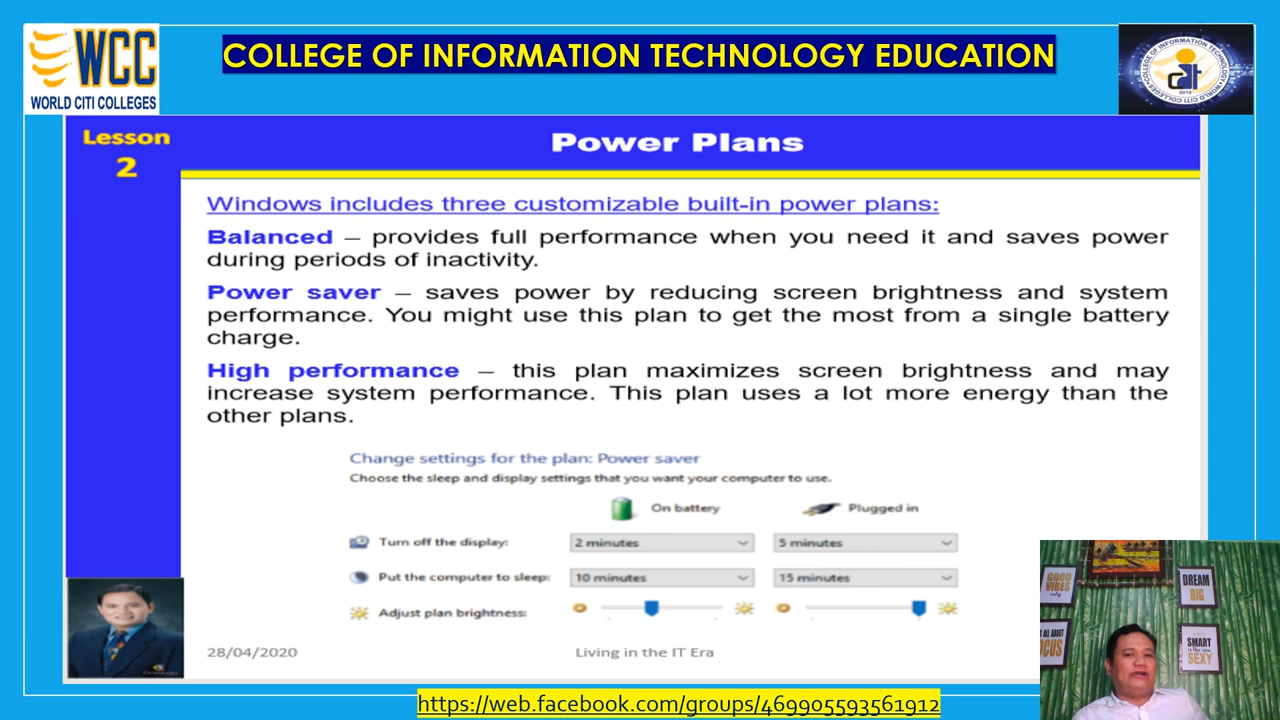 WCC
WORLD CITI COLLEGES
COLLEGE OF INFORMATION TECHNOLOGY EDUCATION
Lesson
2
Power Plans
Windows includes three customizable built-in power plans:
Balanced – provides full performance when you need it and saves power
during periods of inactivity.
Power saver – saves power by reducing screen brightness and system
performance. You might use this plan to get the most from a single battery
charge.
High performance – this plan maximizes screen brightness and may
increase system performance. This plan uses a lot more energy than the
other plans.
Change settings for the plan: Power saver
Choose the sleep and display settings that you want your computer to use.
On battery
Plugged in
Turn off the display:
2 minutes
5 minutes
Put the computer to sleep:
10 minutes
15 minutes
Adjust plan brightness:
28/04/2020
Living in the IT Era
GOOD
VIBES
only
DREAM
BIG
FOCUS
SMART
is the new
SEXY
https://web.facebook.com/groups/469905593561912